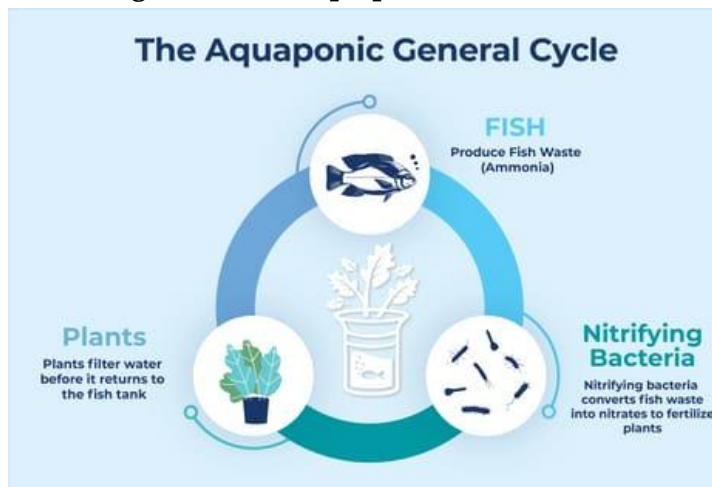 The Aquaponic General Cycle
FISH
Produce Fish Waste
(Ammonia)
Plants
Plants filter water
before it returns to
the fish tank
Nitrifying
Bacteria
Nitrifying bacteria
converts fish waste
into nitrates to fertilize
plants